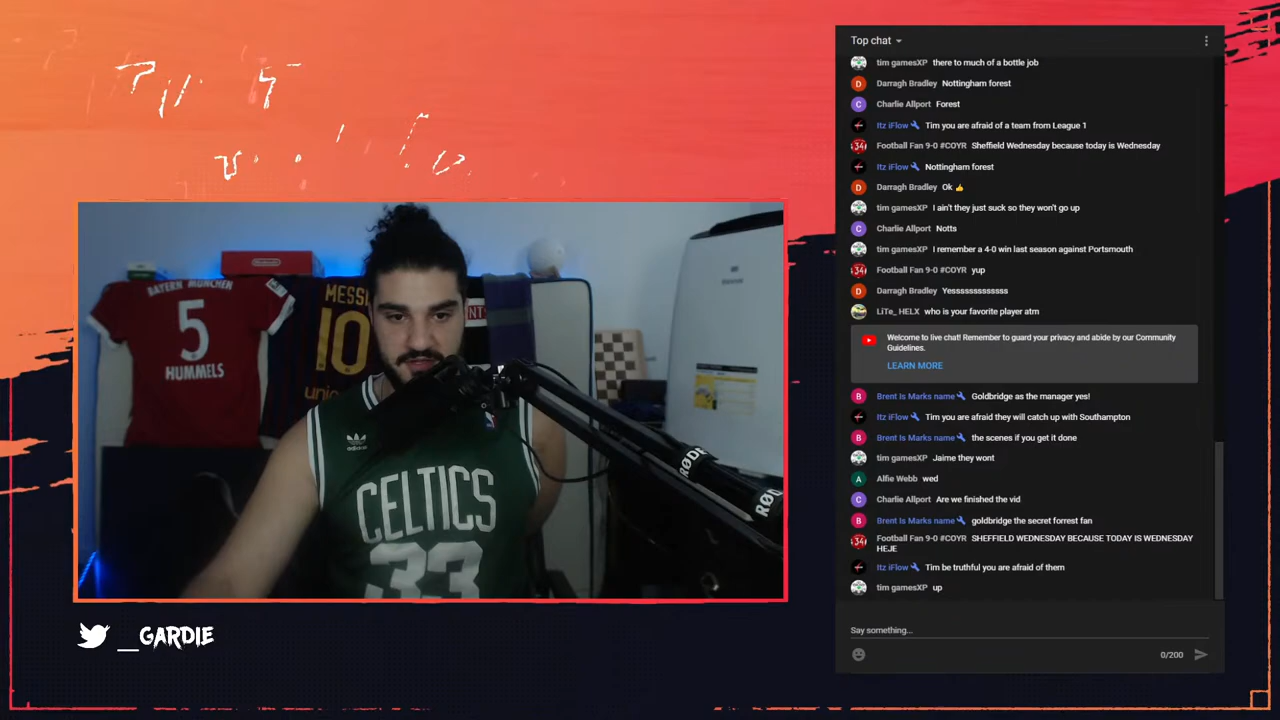 Top chat
tim gamesXP there to much of a bottle job
D Darragh Bradley Nottingham forest
C Charlie Allport Forest
Itz iFlow Tim you are afraid of a team from League 1
Football Fan 9-0 #COYR Sheffield Wednesday because today is Wednesday
Itz iFlow Nottingham forest
D Darragh Bradley Ok 👍
tim gamesXP I ain't they just suck so they won't go up
C Charlie Allport Notts
tim gamesXP I remember a 4-0 win last season against Portsmouth
Football Fan 9-0 #COYR yup
D Darragh Bradley Yesssssssssssss
LiTe_ HELX who is your favorite player atm
Welcome to live chat! Remember to guard your privacy and abide by our Community
Guidelines.
LEARN MORE
B Brent Is Marks name Goldbridge as the manager yes!
Itz iFlow Tim you are afraid they will catch up with Southampton
B Brent Is Marks name the scenes if you get it done
tim gamesXP Jaime they wont
A Alfie Webb wed
C Charlie Allport Are we finished the vid
B Brent Is Marks name goldbridge the secret forrest fan
Football Fan 9-0 #COYR SHEFFIELD WEDNESDAY BECAUSE TODAY IS WEDNESDAY
HEJE
Itz iFlow Tim be truthful you are afraid of them
tim gamesXP up
Say something...
0/200
BAYERN MÜNCHEN
5
HUMMELS
MESSI
10
unic
adidas
CELTICS
33
RØDE
RØDE
__GARDIE